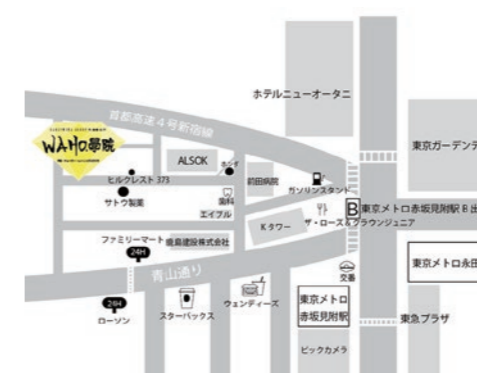 ホテルニューオータニ
首都高速4号新宿線
WAHO夢院
東京ガーデンテ
ALSOK
ホンダ
前田病院
ガソリンスタンド
ヒルクレスト 373
サトウ製薬
歯科
エイブル
B
東京メトロ赤坂見附駅 B 出
ザ・ローズ&クラウンジュニア
Kタワー
ファミリーマート
24H
鹿島建設株式会社
東京メトロ永田
青山通り
交番
24H
ローソン
スターバックス
ウェンディーズ
東京メトロ
赤坂見附駅
東急プラザ
ビックカメラ